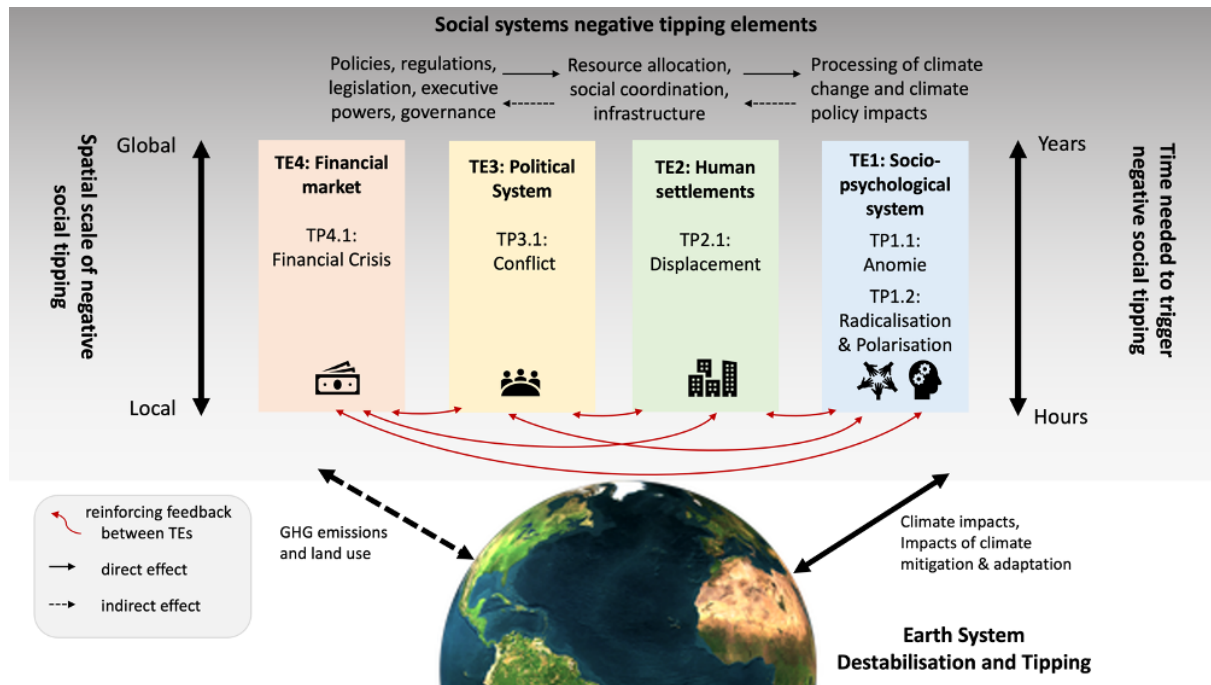 Social systems negative tipping elements
Policies, regulations,
legislation, executive
powers, governance
Resource allocation,
social coordination,
infrastructure
Processing of climate
change and climate
policy impacts
Spatial scale of negative
social tipping
Global
Local
TE4: Financial
market
TP4.1:
Financial Crisis
TE3: Political
System
TP3.1:
Conflict
TE2: Human
settlements
TP2.1:
Displacement
TE1: Socio-
psychological
system
TP1.1:
Anomie
TP1.2:
Radicalisation
& Polarisation
Years
Hours
Time needed to trigger
negative social tipping
reinforcing feedback
between TEs
direct effect
indirect effect
GHG emissions
and land use
Climate impacts,
Impacts of climate
mitigation & adaptation
Earth System
Destabilisation and Tipping